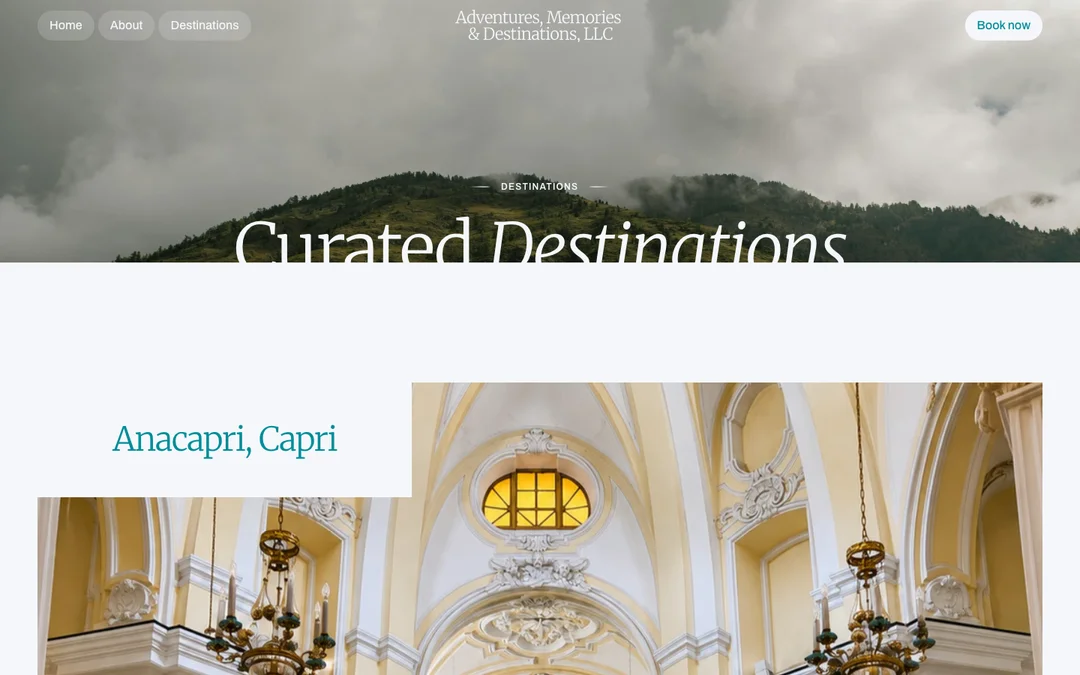 Home
About
Destinations
Adventures, Memories
& Destinations, LLC
Book now
DESTINATIONS
Curated Destinations
Anacapri, Capri